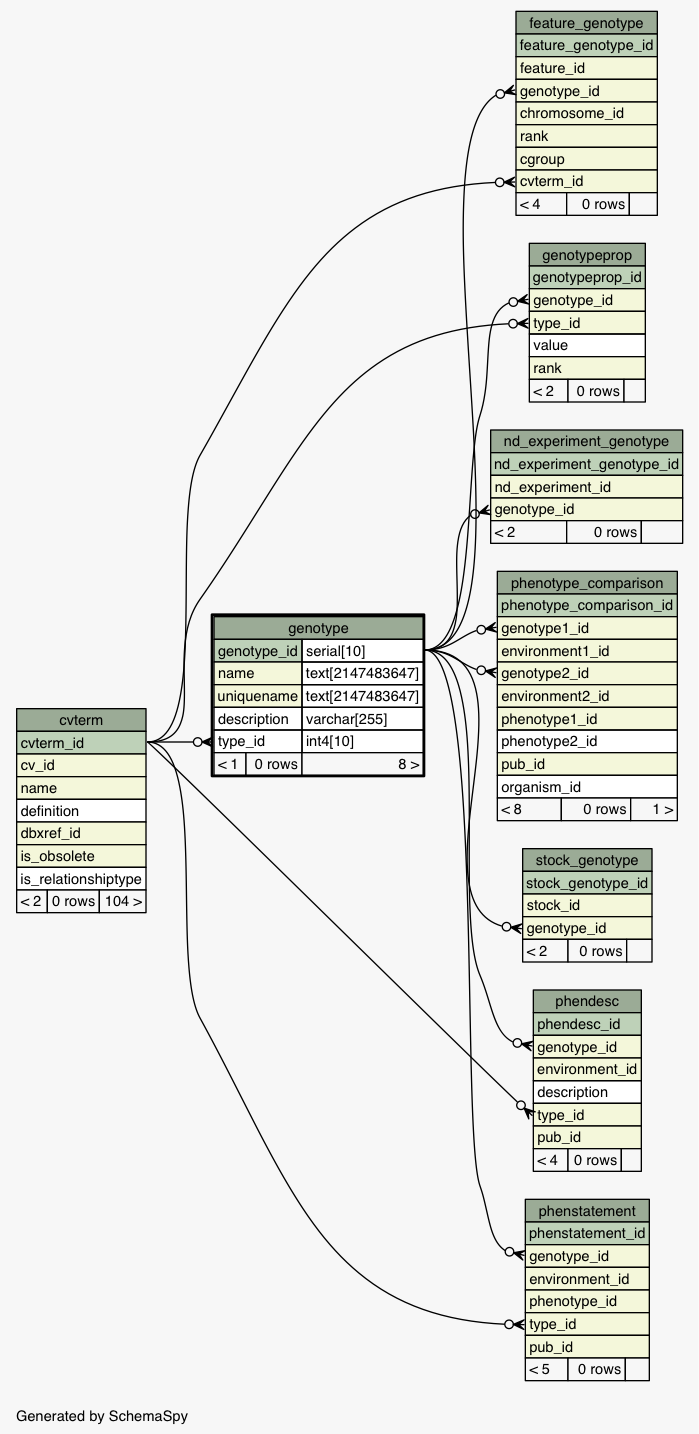 feature_genotype
feature_genotype_id
feature_id
genotype_id
chromosome_id
rank
cgroup
cvterm_id
< 4 0 rows
genotypeprop
genotypeprop_id
genotype_id
type_id
value
rank
< 2 0 rows
nd_experiment_genotype
nd_experiment_genotype_id
nd_experiment_id
genotype_id
< 2 0 rows
phenotype_comparison
phenotype_comparison_id
genotype1_id
environment1_id
genotype2_id
environment2_id
phenotype1_id
phenotype2_id
pub_id
organism_id
< 8 0 rows 1 >
genotype
genotype_id serial[10]
name text[2147483647]
uniquename text[2147483647]
description varchar[255]
type_id int4[10]
< 1 0 rows 8 >
cvterm
cvterm_id
cv_id
name
definition
dbxref_id
is_obsolete
is_relationshiptype
< 2 0 rows 104 >
stock_genotype
stock_genotype_id
stock_id
genotype_id
< 2 0 rows
phendesc
phendesc_id
genotype_id
environment_id
description
type_id
pub_id
< 4 0 rows
phenstatement
phenstatement_id
genotype_id
environment_id
phenotype_id
type_id
pub_id
< 5 0 rows
Generated by SchemaSpy